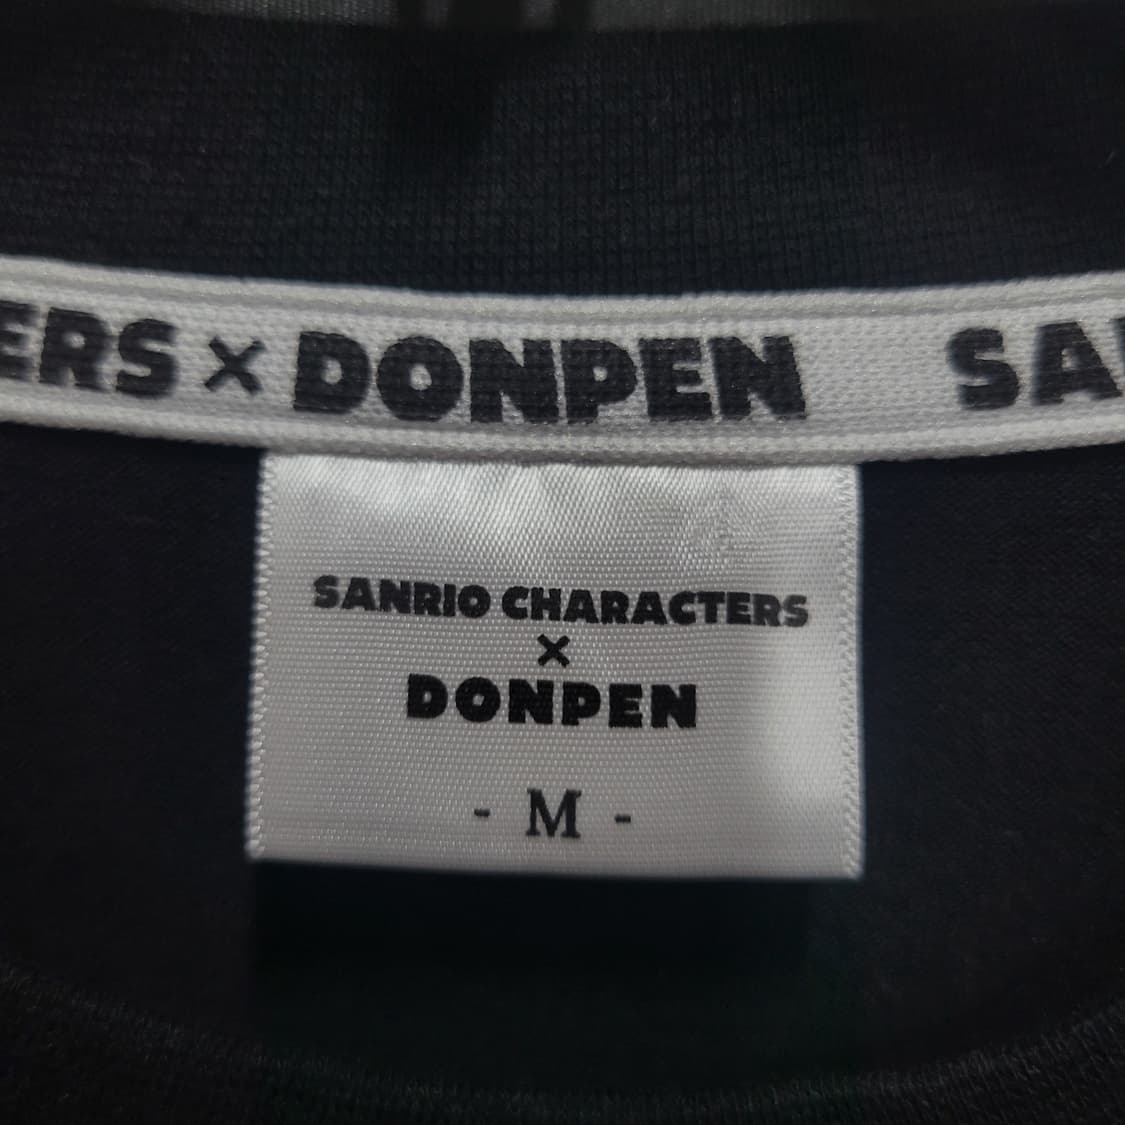 ERS × DONPEN SA
SANRIO CHARACTERS
×
DONPEN
- M -